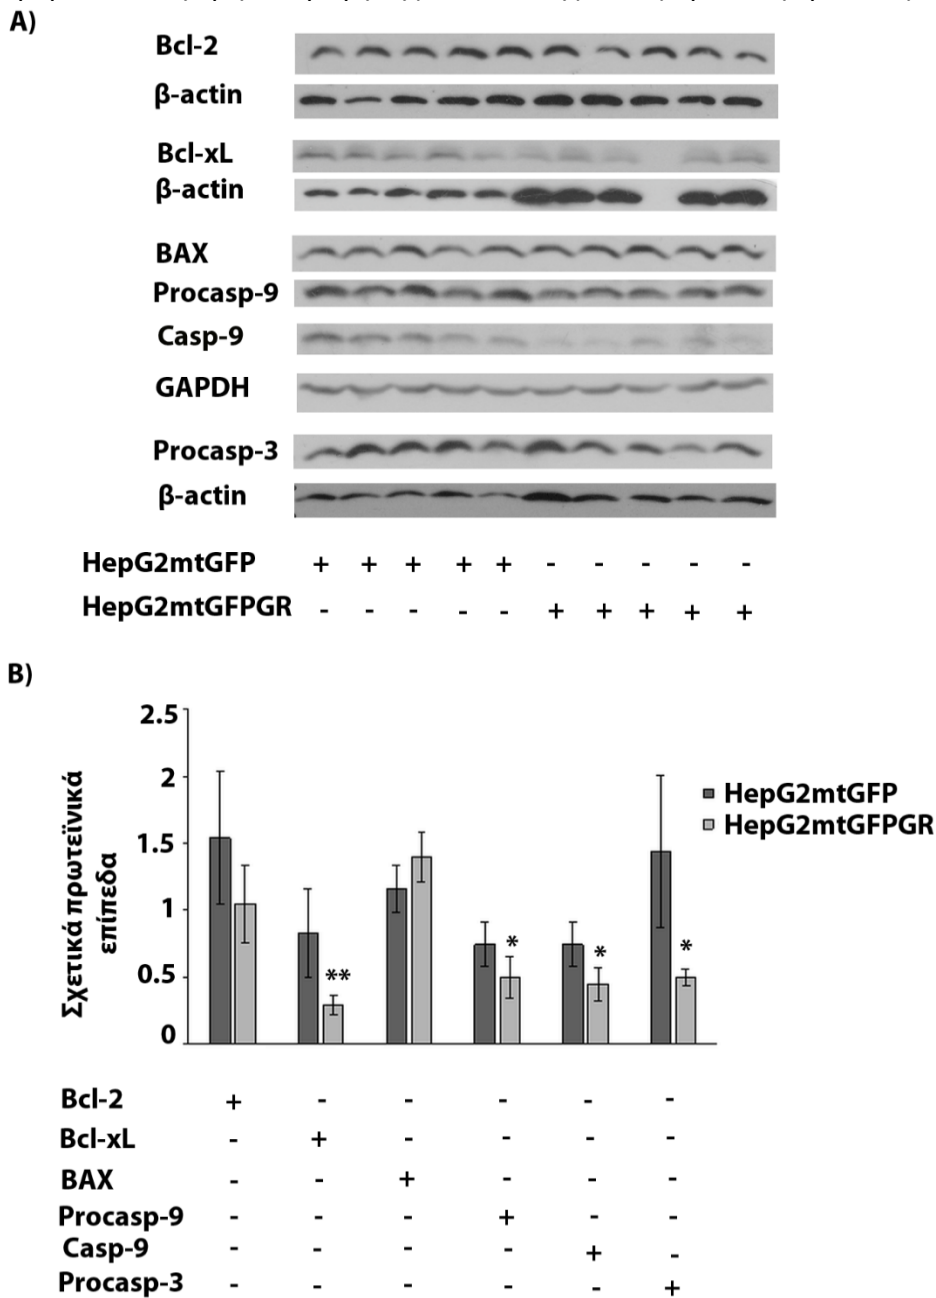 A)
Bcl-2
β-actin
Bcl-xL
β-actin
BAX
Procasp-9
Casp-9
GAPDH
Procasp-3
β-actin
HepG2mtGFP + + + + + - - - - -
HepG2mtGFPGR - - - - - + + + + +
B)
2.5
2
1.5
1
0.5
0
Σχετικά πρωτεϊνικά
επίπεδα
** * * *
HepG2mtGFP
HepG2mtGFPGR
Bcl-2 + - - - - -
Bcl-xL - + - - - -
BAX - - + - - -
Procasp-9 - - - + - -
Casp-9 - - - - + -
Procasp-3 - - - - - +